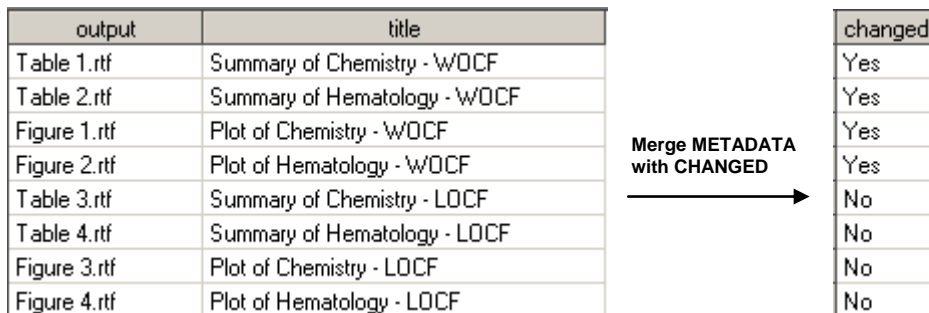 output title changed
Table 1.rtf Summary of Chemistry - WOCF Yes
Table 2.rtf Summary of Hematology - WOCF Yes
Figure 1.rtf Plot of Chemistry - WOCF Yes
Figure 2.rtf Plot of Hematology - WOCF Yes
Merge METADATA
with CHANGED
Table 3.rtf Summary of Chemistry - LOCF No
Table 4.rtf Summary of Hematology - LOCF No
Figure 3.rtf Plot of Chemistry - LOCF No
Figure 4.rtf Plot of Hematology - LOCF No